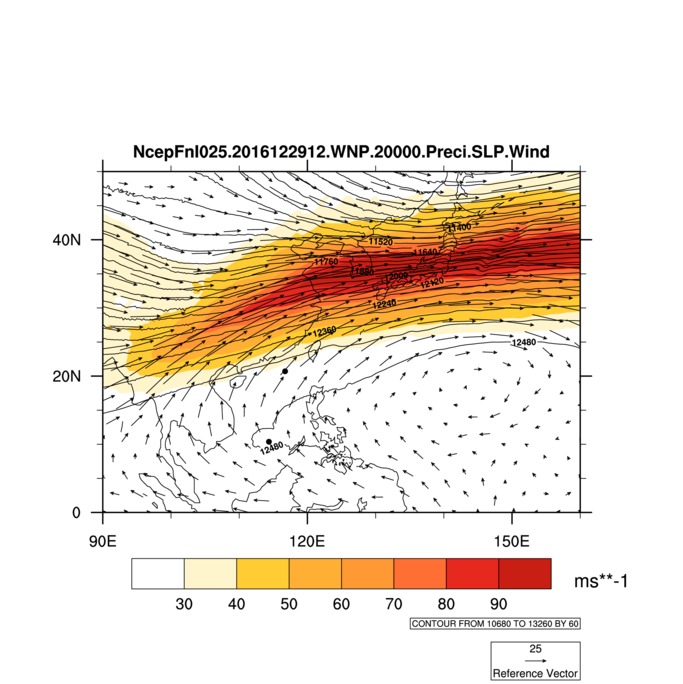 NcepFnl025.2016122912.WNP.20000.Preci.SLP.Wind
40N
20N
0
11400
11520
11640
11760
11880
12000
12120
12240
12360
12480
12480
90E 120E 150E
30 40 50 60 70 80 90
ms**-1
CONTOUR FROM 10680 TO 13260 BY 60
25
Reference Vector